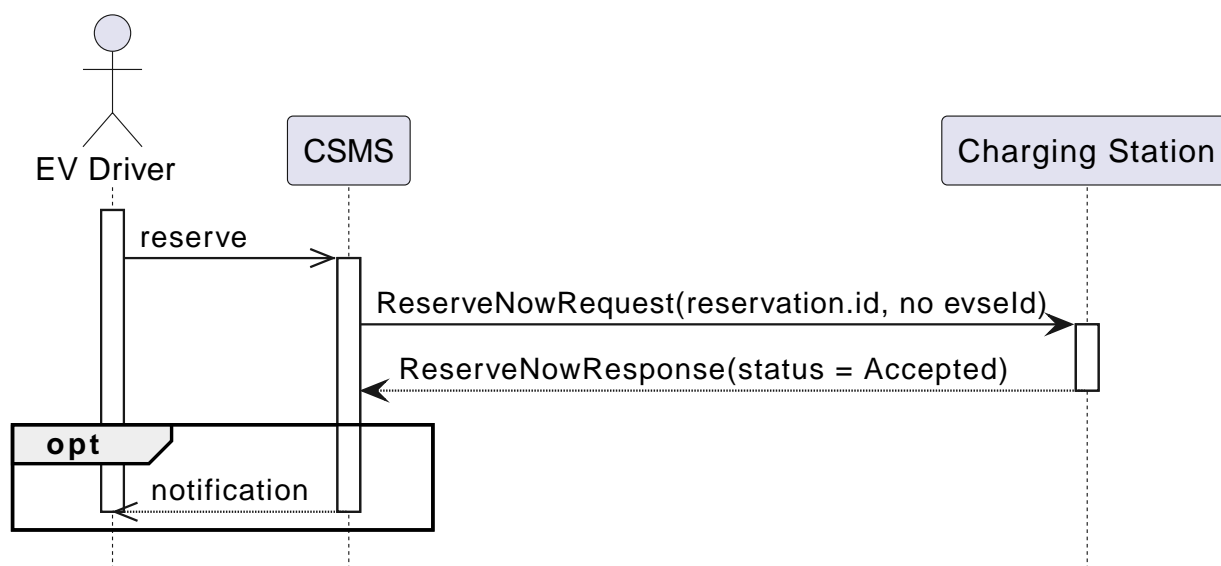 EV Driver
CSMS
Charging Station
reserve
ReserveNowRequest(reservation.id, no evseId)
ReserveNowResponse(status = Accepted)
opt
notification